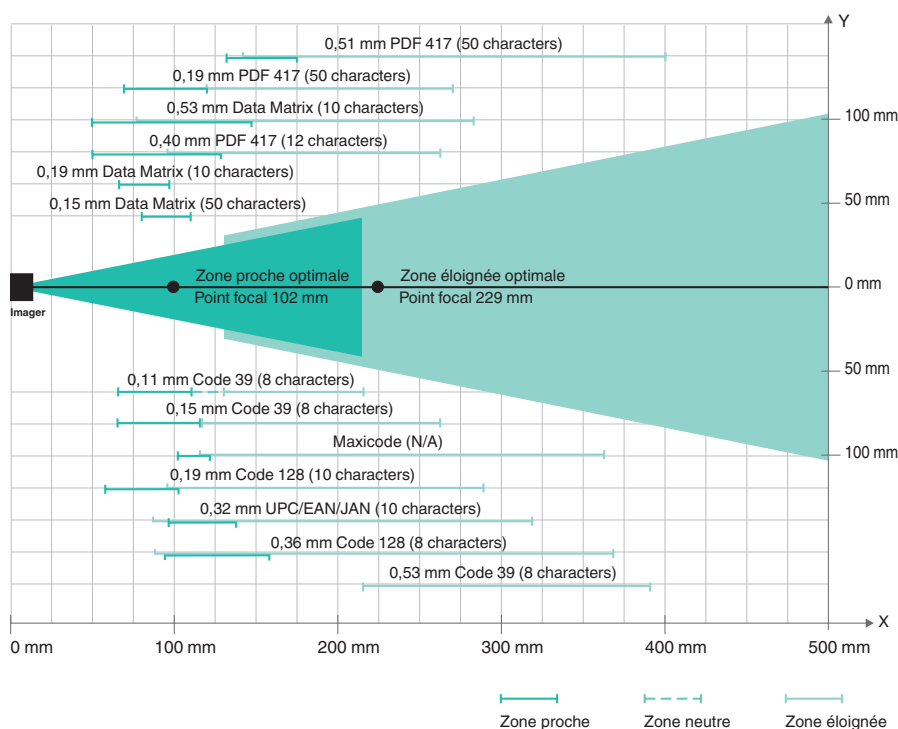 Y
0,51 mm PDF 417 (50 characters)
0,19 mm PDF 417 (50 characters)
0,53 mm Data Matrix (10 characters)
100 mm
0,40 mm PDF 417 (12 characters)
0,19 mm Data Matrix (10 characters)
0,15 mm Data Matrix (50 characters)
50 mm
Zone proche optimale
Point focal 102 mm
Zone éloignée optimale
Point focal 229 mm
0 mm
Imager
50 mm
0,11 mm Code 39 (8 characters)
0,15 mm Code 39 (8 characters)
Maxicode (N/A)
100 mm
0,19 mm Code 128 (10 characters)
0,32 mm UPC/EAN/JAN (10 characters)
0,36 mm Code 128 (8 characters)
0,53 mm Code 39 (8 characters)
X
0 mm 100 mm 200 mm 300 mm 400 mm 500 mm
Zone proche Zone neutre Zone éloignée